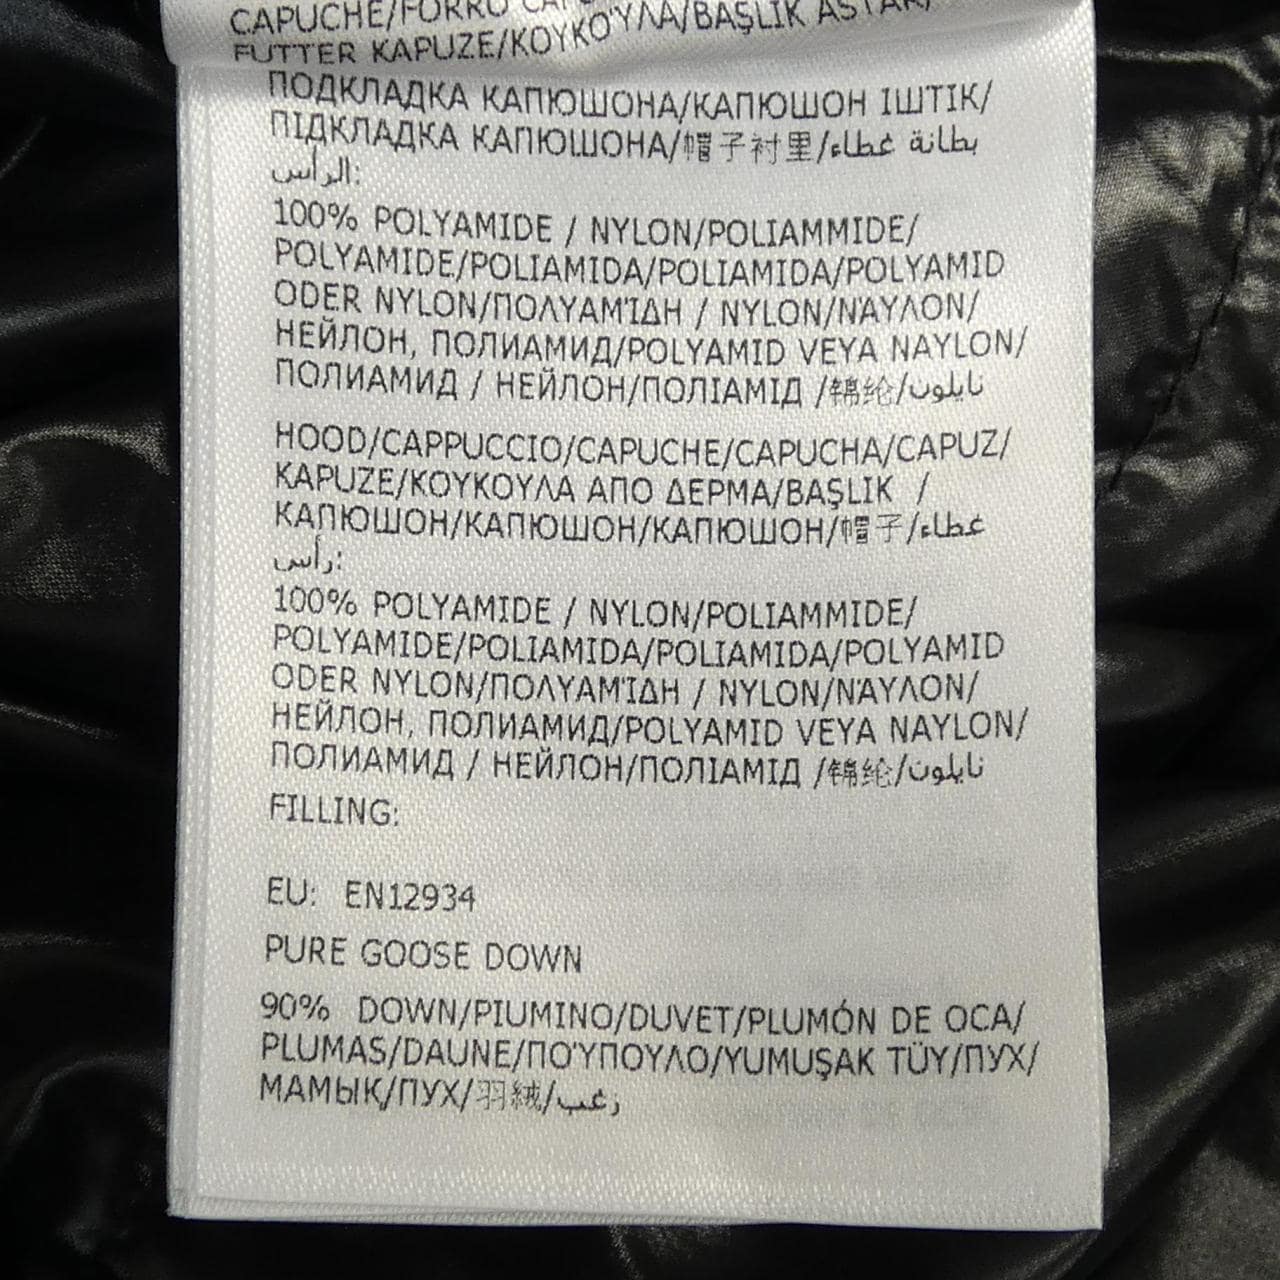 CAPUCHE/FORRO
FUTTER KAPUZE/ΚΟΥΚΟΎΛΑ/BAŞLIK ASTAR/
ПОДКЛАДКА КАПЮШОНА/КАПЮШОН ІШТІК/
ПІДКЛАДКА КАПЮШОНА/帽子衬里/بطانة غطاء
الرأس:
100% POLYAMIDE / NYLON/POLIAMMIDE/
POLYAMIDE/POLIAMIDA/POLIAMIDA/POLYAMID
ODER NYLON/ΠΟΛΥΑΜΊΔΗ / NYLON/ΝΆΥΛΟΝ/
НЕЙЛОН, ПОЛИАМИД/POLYAMID VEYA NAYLON/
ПОЛИАМИД / НЕЙЛОН/ПОЛІАМІД /锦纶/نايلون
HOOD/CAPPUCCIO/CAPUCHE/CAPUCHA/CAPUZ/
KAPUZE/ΚΟΥΚΟΥΛΑ ΑΠΟ ΔΕΡΜΑ/BAŞLIK /
КАПЮШОН/КАПЮШОН/КАПЮШОН/帽子/غطاء
رأس:
100% POLYAMIDE / NYLON/POLIAMMIDE/
POLYAMIDE/POLIAMIDA/POLIAMIDA/POLYAMID
ODER NYLON/ΠΟΛΥΑΜΊΔΗ / NYLON/ΝΆΥΛΟΝ/
НЕЙЛОН, ПОЛИАМИД/POLYAMID VEYA NAYLON/
ПОЛИАМИД / НЕЙЛОН/ПОЛІАМІД /锦纶/نايلون
FILLING:
EU: EN12934
PURE GOOSE DOWN
90% DOWN/PIUMINO/DUVET/PLUMÓN DE OCA/
PLUMAS/DAUNE/ΠΟΎΠΟΥΛΟ/YUMUŞAK TÜY/ПУХ/
МАМЫҚ/ПУХ/羽绒/زغب